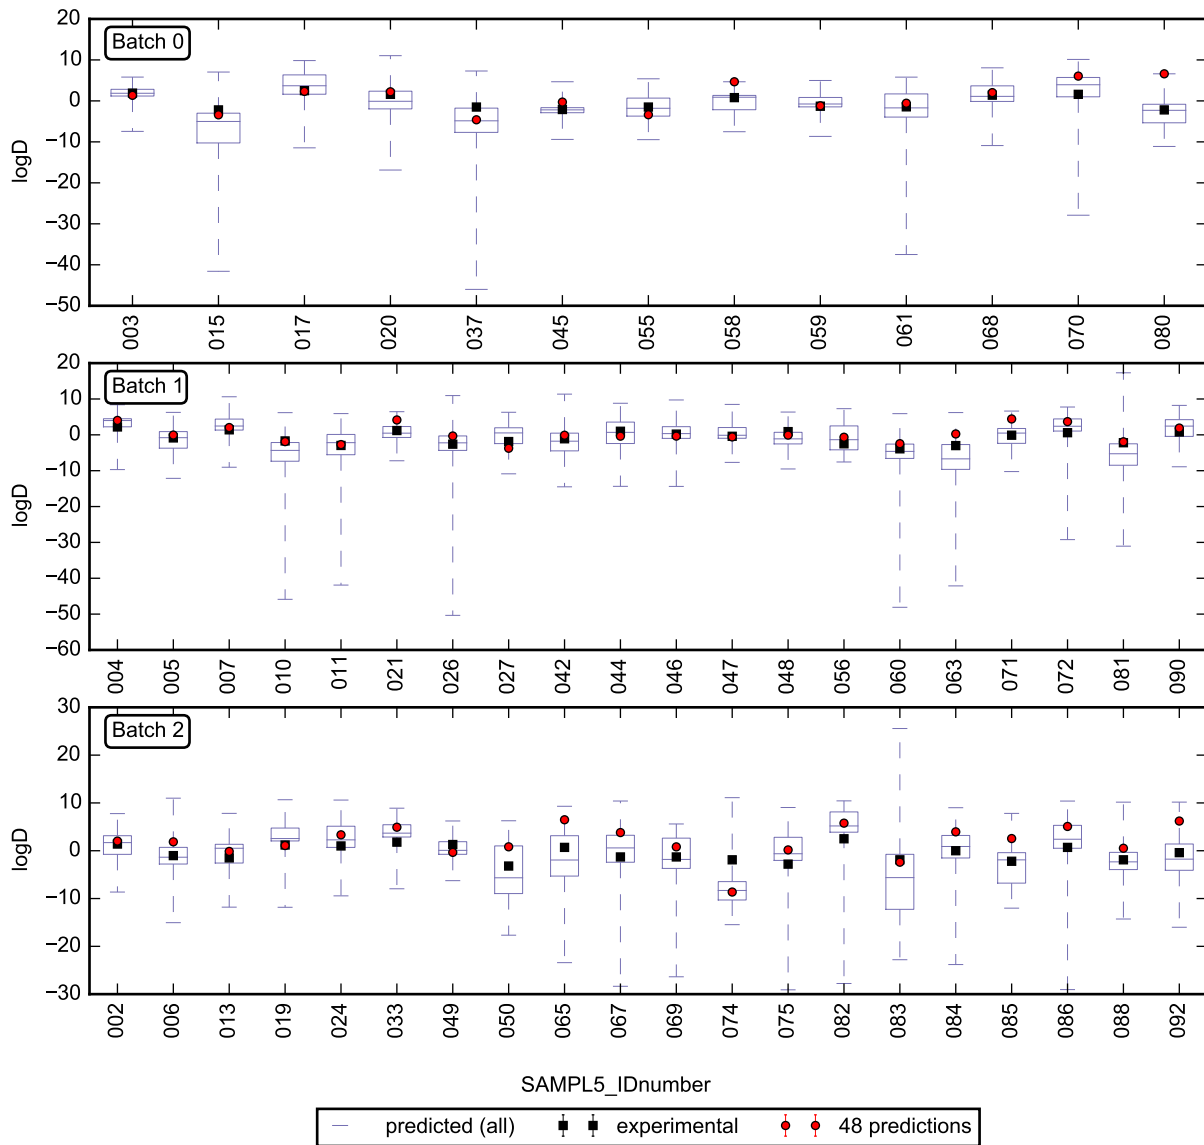 Batch 0
20
10
0
−10
−20
−30
−40
−50
logD
003 015 017 020 037 045 055 058 059 061 068 070 080
Batch 1
20
10
0
−10
−20
−30
−40
−50
−60
logD
004 005 007 010 011 021 026 027 042 044 046 047 048 056 060 063 071 072 081 090
Batch 2
30
20
10
0
−10
−20
−30
logD
002 006 013 019 024 033 049 050 065 067 069 074 075 082 083 084 085 086 088 092
SAMPL5_IDnumber
predicted (all) experimental 48 predictions